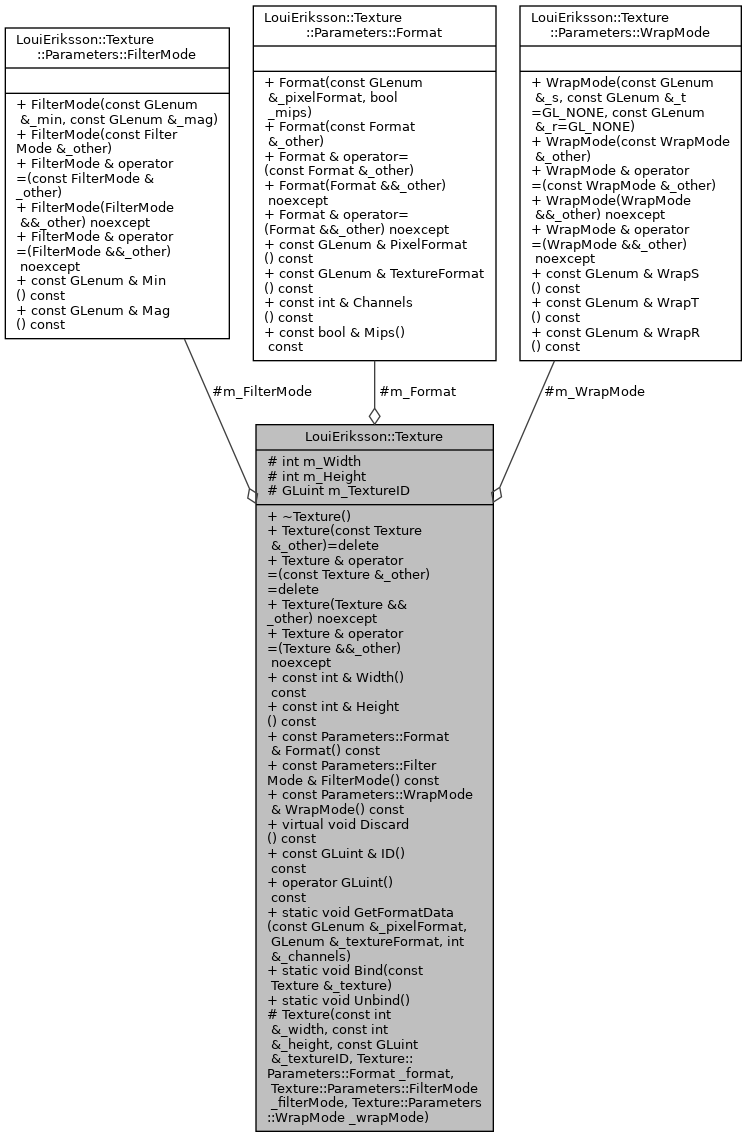 LouiEriksson::Texture
::Parameters::FilterMode
+ FilterMode(const GLenum
&_min, const GLenum &_mag)
+ FilterMode(const Filter
Mode &_other)
+ FilterMode & operator
=(const FilterMode &
_other)
+ FilterMode(FilterMode
&&_other) noexcept
+ FilterMode & operator
=(FilterMode &&_other)
noexcept
+ const GLenum & Min
() const
+ const GLenum & Mag
() const
LouiEriksson::Texture
::Parameters::Format
+ Format(const GLenum
&_pixelFormat, bool
_mips)
+ Format(const Format
&_other)
+ Format & operator=
(const Format &_other)
+ Format(Format &&_other)
noexcept
+ Format & operator=
(Format &&_other) noexcept
+ const GLenum & PixelFormat
() const
+ const GLenum & TextureFormat
() const
+ const int & Channels
() const
+ const bool & Mips()
const
LouiEriksson::Texture
::Parameters::WrapMode
+ WrapMode(const GLenum
&_s, const GLenum &_t
=GL_NONE, const GLenum
&_r=GL_NONE)
+ WrapMode(const WrapMode
&_other)
+ WrapMode & operator
=(const WrapMode &_other)
+ WrapMode(WrapMode
&&_other) noexcept
+ WrapMode & operator
=(WrapMode &&_other)
noexcept
+ const GLenum & WrapS
() const
+ const GLenum & WrapT
() const
+ const GLenum & WrapR
() const
#m_FilterMode
#m_Format
#m_WrapMode
LouiEriksson::Texture
# int m_Width
# int m_Height
# GLuint m_TextureID
+ ~Texture()
+ Texture(const Texture
&_other)=delete
+ Texture & operator
=(const Texture &_other)
=delete
+ Texture(Texture &&
_other) noexcept
+ Texture & operator
=(Texture &&_other)
noexcept
+ const int & Width()
const
+ const int & Height
() const
+ const Parameters::Format
& Format() const
+ const Parameters::Filter
Mode & FilterMode() const
+ const Parameters::WrapMode
& WrapMode() const
+ virtual void Discard
() const
+ const GLuint & ID()
const
+ operator GLuint()
const
+ static void GetFormatData
(const GLenum &_pixelFormat,
GLenum &_textureFormat, int
&_channels)
+ static void Bind(const
Texture &_texture)
+ static void Unbind()
# Texture(const int
&_width, const int
&_height, const GLuint
&_textureID, Texture::
Parameters::Format _format,
Texture::Parameters::FilterMode
_filterMode, Texture::Parameters
::WrapMode _wrapMode)